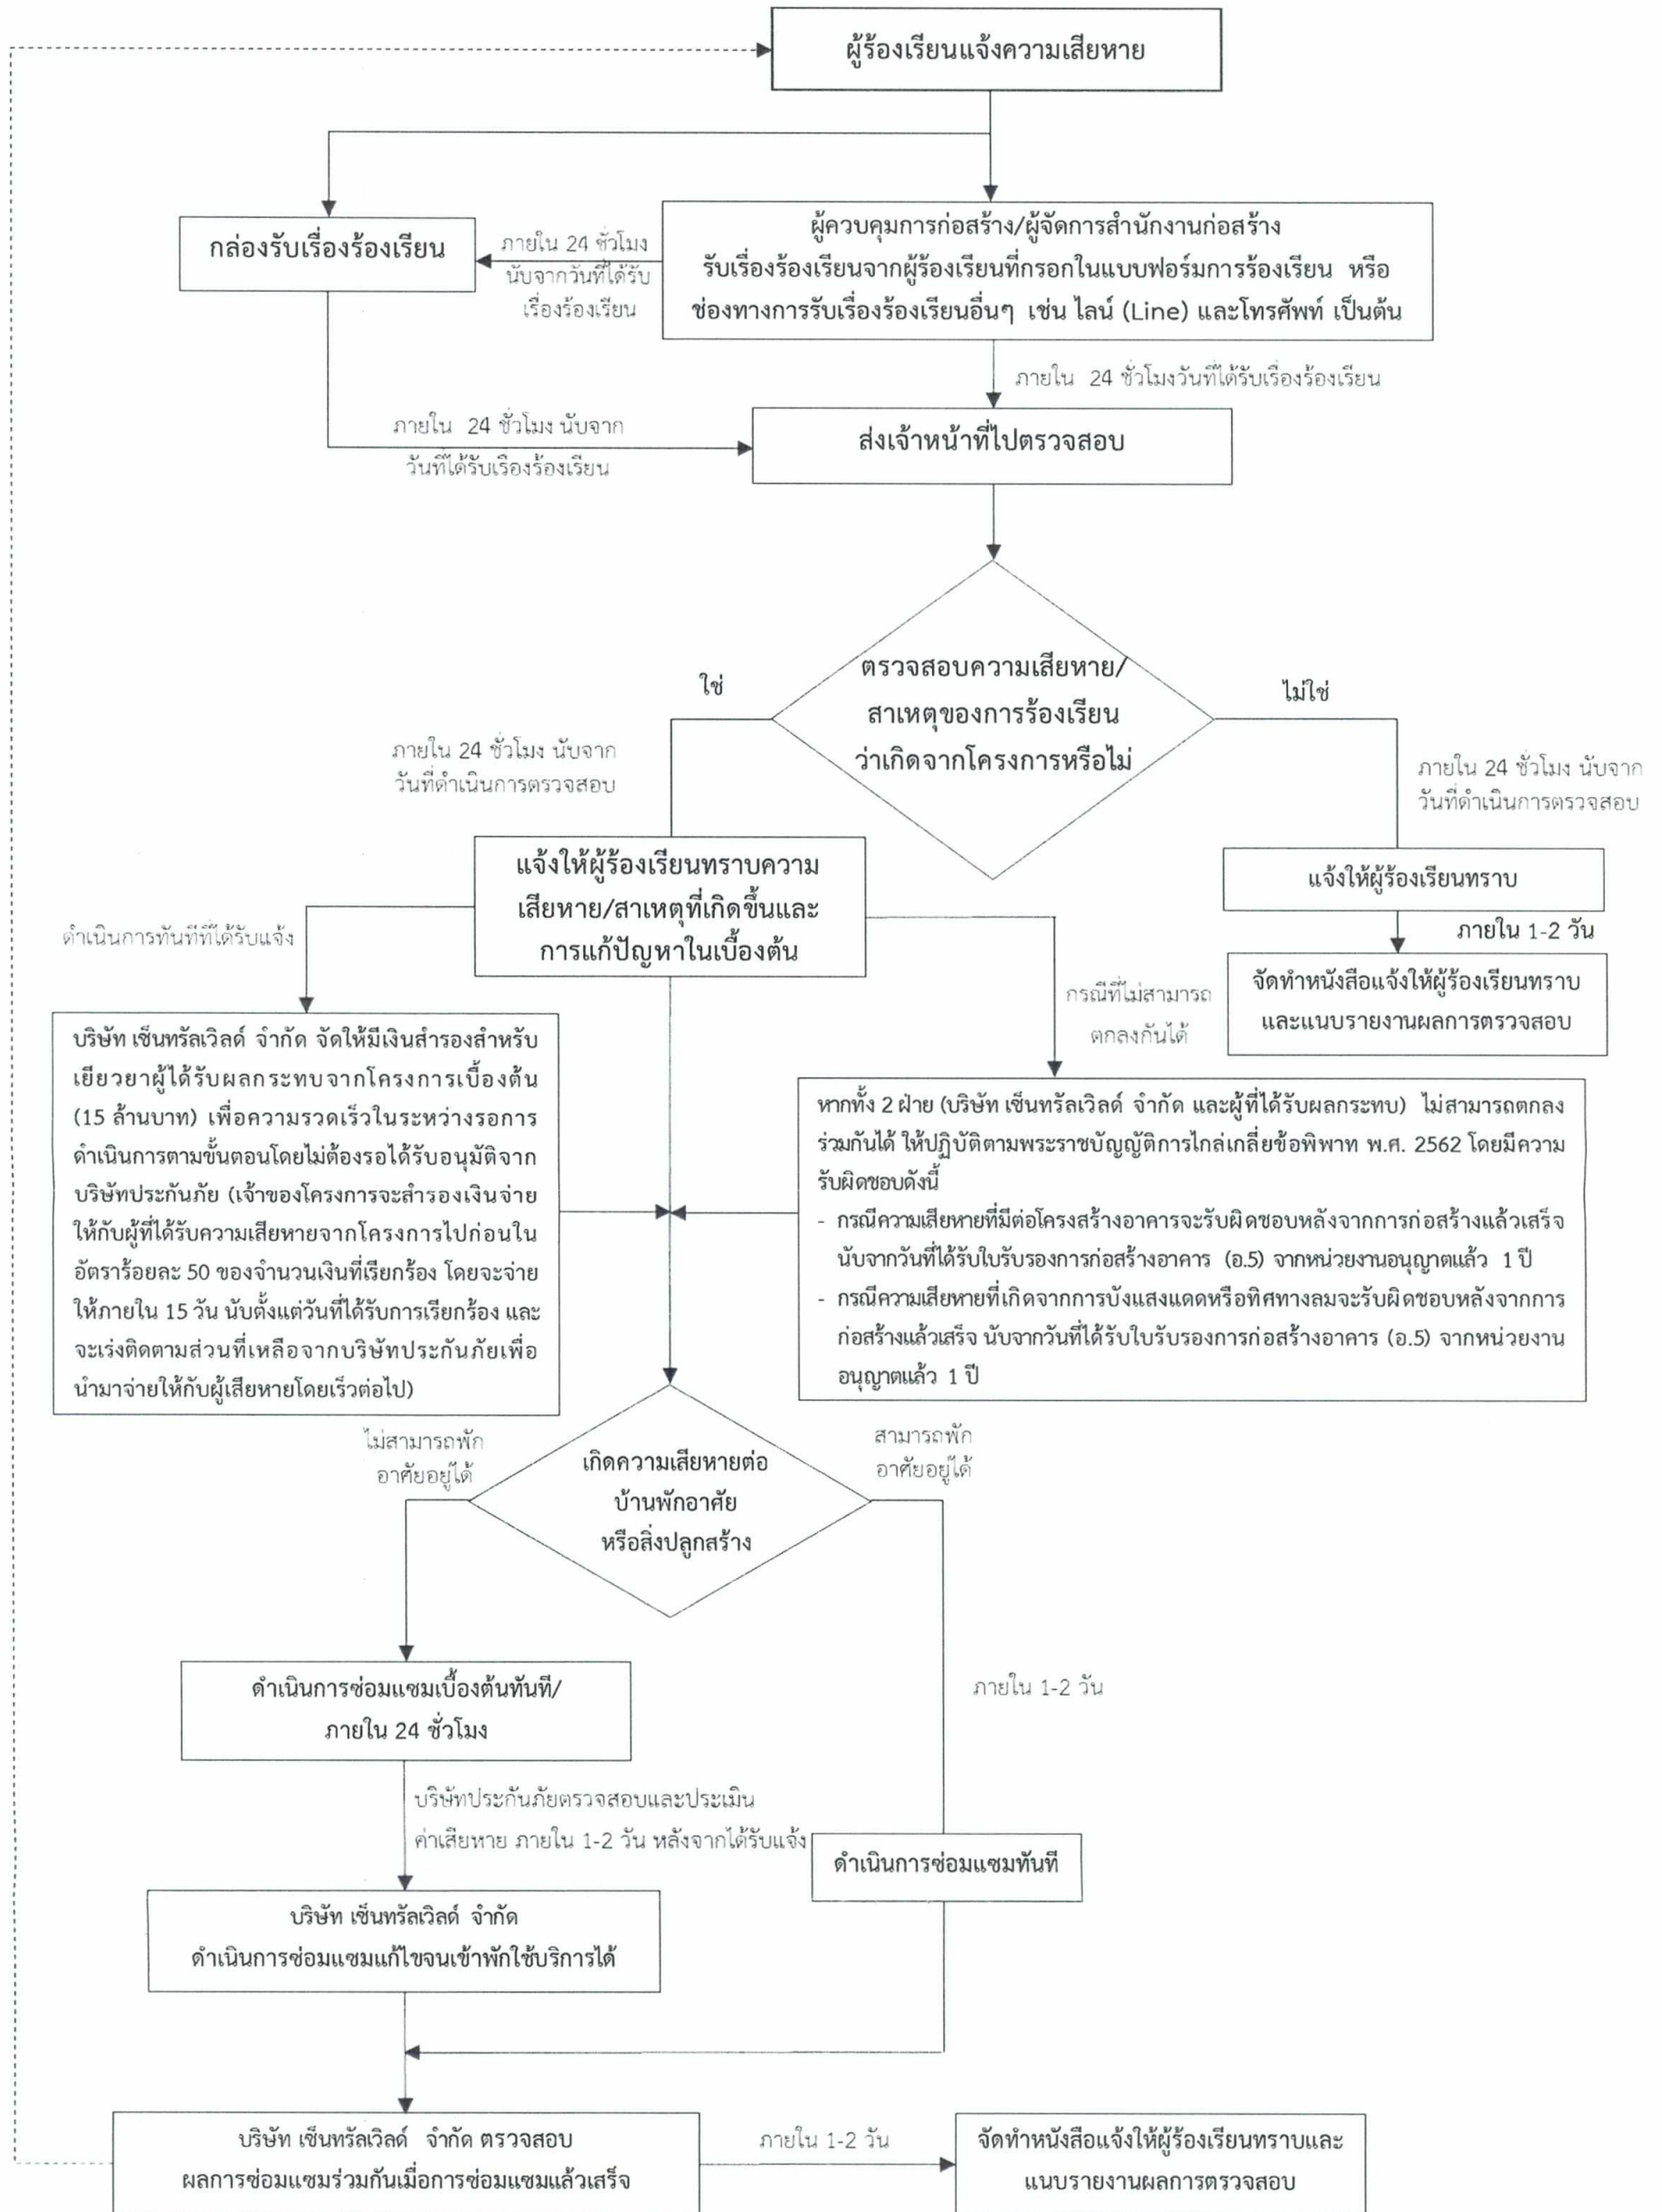 ผู้ร้องเรียนแจ้งความเสียหาย
กล่องรับเรื่องร้องเรียน
ภายใน 24 ชั่วโมง
นับจากวันที่ได้รับ
เรื่องร้องเรียน
ผู้ควบคุมการก่อสร้าง/ผู้จัดการสำนักงานก่อสร้าง
รับเรื่องร้องเรียนจากผู้ร้องเรียนที่กรอกในแบบฟอร์มการร้องเรียน หรือ
ช่องทางการรับเรื่องร้องเรียนอื่นๆ เช่น ไลน์ (Line) และโทรศัพท์ เป็นต้น
ภายใน 24 ชั่วโมงวันที่ได้รับเรื่องร้องเรียน
ภายใน 24 ชั่วโมง นับจาก
วันที่ได้รับเรื่องร้องเรียน
ส่งเจ้าหน้าที่ไปตรวจสอบ
ตรวจสอบความเสียหาย/
สาเหตุของการร้องเรียน
ว่าเกิดจากโครงการหรือไม่
ใช่
ไม่ใช่
ภายใน 24 ชั่วโมง นับจาก
วันที่ดำเนินการตรวจสอบ
ภายใน 24 ชั่วโมง นับจาก
วันที่ดำเนินการตรวจสอบ
แจ้งให้ผู้ร้องเรียนทราบความ
เสียหาย/สาเหตุที่เกิดขึ้นและ
การแก้ปัญหาในเบื้องต้น
แจ้งให้ผู้ร้องเรียนทราบ
ภายใน 1-2 วัน
จัดทำหนังสือแจ้งให้ผู้ร้องเรียนทราบ
และแนบรายงานผลการตรวจสอบ
ดำเนินการทันทีที่ได้รับแจ้ง
กรณีที่ไม่สามารถ
ตกลงกันได้
บริษัท เซ็นทรัลเวิลด์ จำกัด จัดให้มีเงินสำรองสำหรับ
เยียวยาผู้ได้รับผลกระทบจากโครงการเบื้องต้น
(15 ล้านบาท) เพื่อความรวดเร็วในระหว่างรอการ
ดำเนินการตามขั้นตอนโดยไม่ต้องรอได้รับอนุมัติจาก
บริษัทประกันภัย (เจ้าของโครงการจะสำรองเงินจ่าย
ให้กับผู้ที่ได้รับความเสียหายจากโครงการไปก่อนใน
อัตราร้อยละ 50 ของจำนวนเงินที่เรียกร้อง โดยจะจ่าย
ให้ภายใน 15 วัน นับตั้งแต่วันที่ได้รับการเรียกร้อง และ
จะเร่งติดตามส่วนที่เหลือจากบริษัทประกันภัยเพื่อ
นำมาจ่ายให้กับผู้เสียหายโดยเร็วต่อไป)
หากทั้ง 2 ฝ่าย (บริษัท เซ็นทรัลเวิลด์ จำกัด และผู้ที่ได้รับผลกระทบ) ไม่สามารถตกลง
ร่วมกันได้ ให้ปฏิบัติตามพระราชบัญญัติการไกล่เกลี่ยข้อพิพาท พ.ศ. 2562 โดยมีความ
รับผิดชอบดังนี้
- กรณีความเสียหายที่มีต่อโครงสร้างอาคารจะรับผิดชอบหลังจากการก่อสร้างแล้วเสร็จ
นับจากวันที่ได้รับใบรับรองการก่อสร้างอาคาร (อ.5) จากหน่วยงานอนุญาตแล้ว 1 ปี
- กรณีความเสียหายที่เกิดจากการบังแสงแดดหรือทิศทางลมจะรับผิดชอบหลังจากการ
ก่อสร้างแล้วเสร็จ นับจากวันที่ได้รับใบรับรองการก่อสร้างอาคาร (อ.5) จากหน่วยงาน
อนุญาตแล้ว 1 ปี
ไม่สามารถพัก
อาศัยอยู่ได้
เกิดความเสียหายต่อ
บ้านพักอาศัย
หรือสิ่งปลูกสร้าง
สามารถพัก
อาศัยอยู่ได้
ดำเนินการซ่อมแซมเบื้องต้นทันที/
ภายใน 24 ชั่วโมง
ภายใน 1-2 วัน
บริษัทประกันภัยตรวจสอบและประเมิน
ค่าเสียหาย ภายใน 1-2 วัน หลังจากได้รับแจ้ง
ดำเนินการซ่อมแซมทันที
บริษัท เซ็นทรัลเวิลด์ จำกัด
ดำเนินการซ่อมแซมแก้ไขจนเข้าพักใช้บริการได้
บริษัท เซ็นทรัลเวิลด์ จำกัด ตรวจสอบ
ผลการซ่อมแซมร่วมกันเมื่อการซ่อมแซมแล้วเสร็จ
ภายใน 1-2 วัน
จัดทำหนังสือแจ้งให้ผู้ร้องเรียนทราบและ
แนบรายงานผลการตรวจสอบ